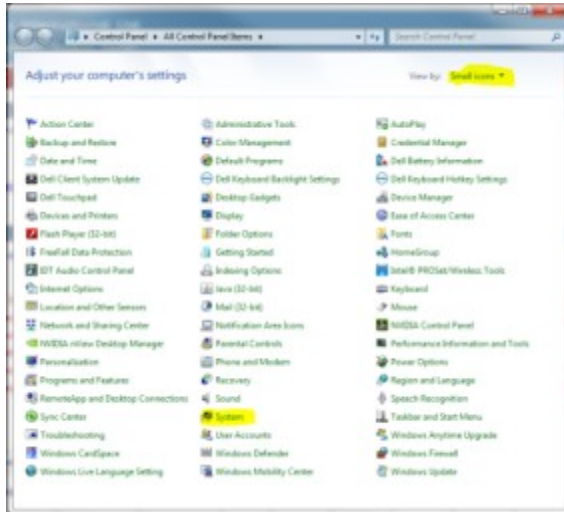 Control Panel ▸ All Control Panel Items ▸
Search Control Panel
Adjust your computer's settings
View by: Small icons
Action Center
Administrative Tools
AutoPlay
Backup and Restore
Color Management
Credential Manager
Date and Time
Default Programs
Dell Battery Information
Dell Client System Update
Dell Keyboard Backlight Settings
Dell Keyboard Hotkey Settings
Dell Touchpad
Desktop Gadgets
Device Manager
Devices and Printers
Display
Ease of Access Center
Flash Player (32-bit)
Folder Options
Fonts
FreeFall Data Protection
Getting Started
HomeGroup
IDT Audio Control Panel
Indexing Options
Intel® PROSet/Wireless Tools
Internet Options
Java (32-bit)
Keyboard
Location and Other Sensors
Mail (32-bit)
Mouse
Network and Sharing Center
Notification Area Icons
NVIDIA Control Panel
NVIDIA nView Desktop Manager
Parental Controls
Performance Information and Tools
Personalization
Phone and Modem
Power Options
Programs and Features
Recovery
Region and Language
RemoteApp and Desktop Connections
Sound
Speech Recognition
Sync Center
System
Taskbar and Start Menu
Troubleshooting
User Accounts
Windows Anytime Upgrade
Windows CardSpace
Windows Defender
Windows Firewall
Windows Live Language Setting
Windows Mobility Center
Windows Update